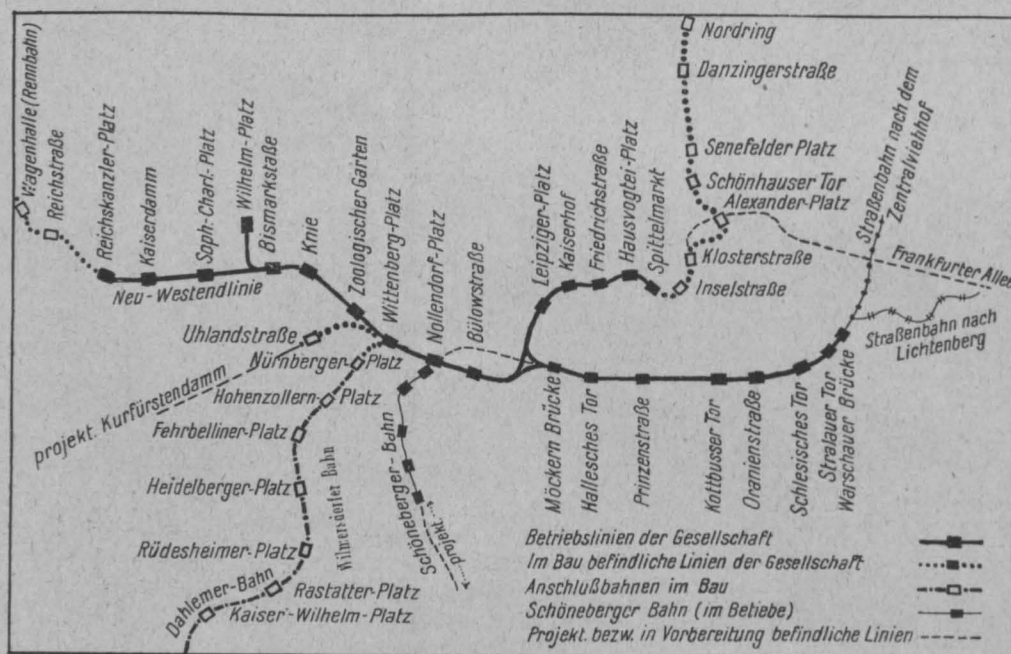 Nordring
Danzingerstraße
Senefelder Platz
Schönhauser Tor
Alexander-Platz
Klosterstraße
Inselstraße
Straßenbahn nach dem
Zentralviehhof
Frankfurter Allee
Straßenbahn nach
Lichtenberg
Wagenhalle (Rennbahn)
Reichstraße
Reichskanzler-Platz
Kaiserdamm
Soph.-Charl.-Platz
Wilhelm-Platz
Bismarkstaße
Knie
Zoologischer-Garten
Wittenberg-Platz
Nollendorf-Platz
Bülowstraße
Leipziger-Platz
Kaiserhof
Friedrichstraße
Hausvogtei-Platz
Spittelmarkt
Neu-Westendlinie
Uhlandstraße
Nürnberger-Platz
Hohenzollern-Platz
projekt. Kurfürstendamm
Fehrbelliner-Platz
Heidelberger-Platz
Rüdesheimer-Platz
Rastatter-Platz
Kaiser-Wilhelm-Platz
Dahlemer-Bahn
Wilmersdorfer Bahn
Schöneberger-Bahn
...projekt...
Möckern Brücke
Hallesches Tor
Prinzenstraße
Kottbusser Tor
Oranienstraße
Schlesisches Tor
Stralauer Tor
Warschauer Brücke
Betriebslinien der Gesellschaft
Im Bau befindliche Linien der Gesellschaft
Anschlußbahnen im Bau
Schöneberger Bahn (im Betiebe)
Projekt. bezw. in Vorbereitung befindliche Linien